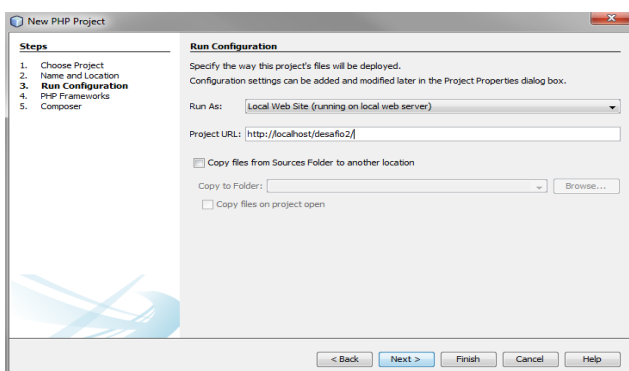 New PHP Project
Steps
1. Choose Project
2. Name and Location
3. Run Configuration
4. PHP Frameworks
5. Composer
Run Configuration
Specify the way this project's files will be deployed.
Configuration settings can be added and modified later in the Project Properties dialog box.
Run As: Local Web Site (running on local web server)
Project URL: http://localhost/desafio2/
Copy files from Sources Folder to another location
Copy to Folder: Browse...
Copy files on project open
< Back Next > Finish Cancel Help